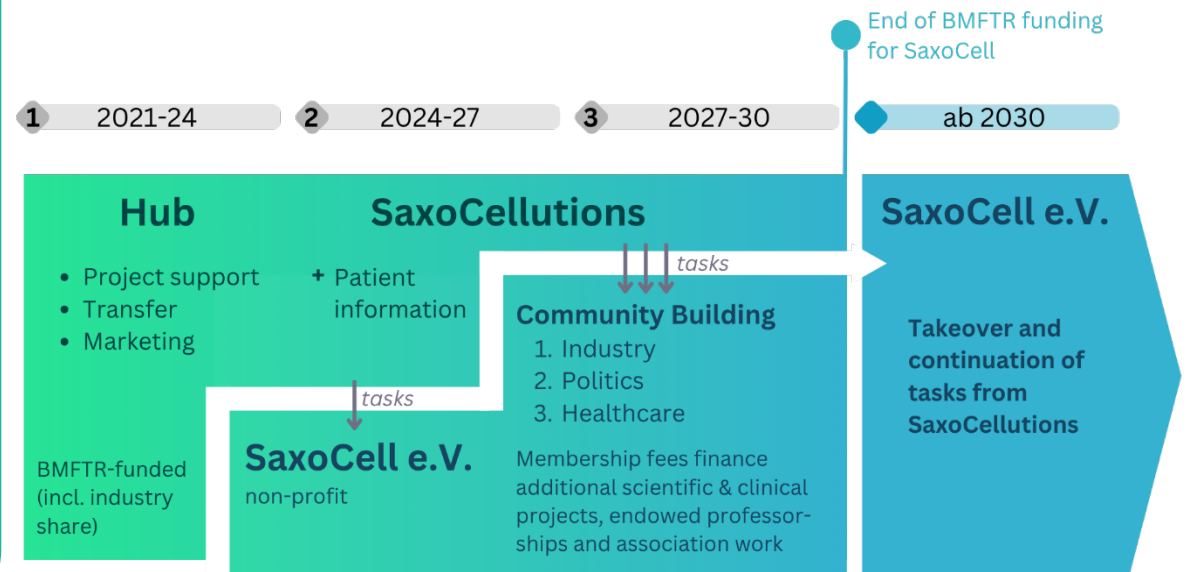 End of BMFTR funding
for SaxoCell
1 2021-24
2 2024-27
3 2027-30
ab 2030
Hub
• Project support
• Transfer
• Marketing
BMFTR-funded
(incl. industry
share)
SaxoCellutions
+ Patient
information
tasks
SaxoCell e.V.
non-profit
tasks
Community Building
1. Industry
2. Politics
3. Healthcare
Membership fees finance
additional scientific & clinical
projects, endowed professor-
ships and association work
SaxoCell e.V.
Takeover and
continuation of
tasks from
SaxoCellutions